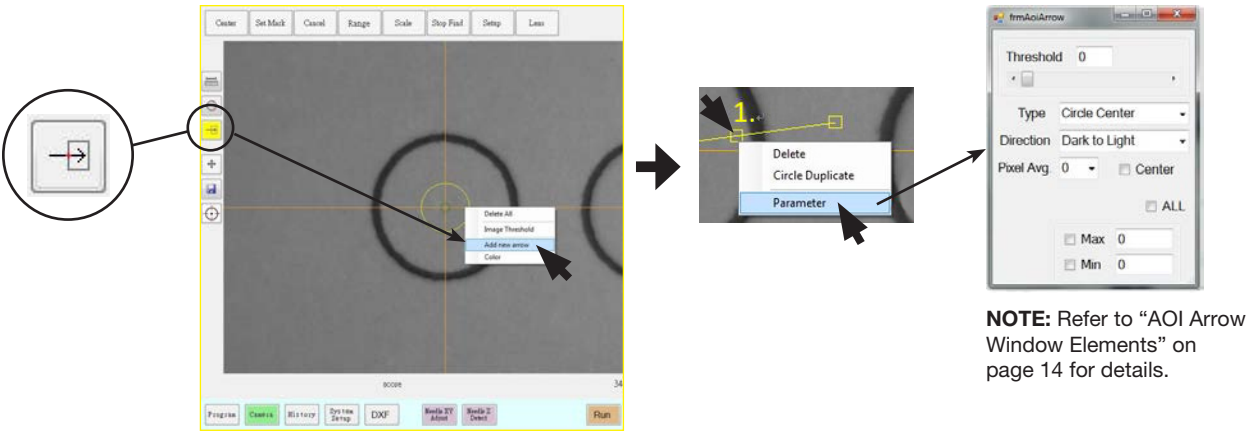 Center Set Mark Cancel Range Scale Stop Find Setup Lens
Delete All
Image Threshold
Add new arrow
Color
score 34
Program Camera History System Setup DXF Needle XY Adjust Needle Z Detect Run
1.
Delete
Circle Duplicate
Parameter
frmAoiArrow
Threshold 0
Type Circle Center
Direction Dark to Light
Pixel Avg. 0 Center
ALL
Max 0
Min 0
NOTE: Refer to “AOI Arrow
Window Elements” on
page 14 for details.